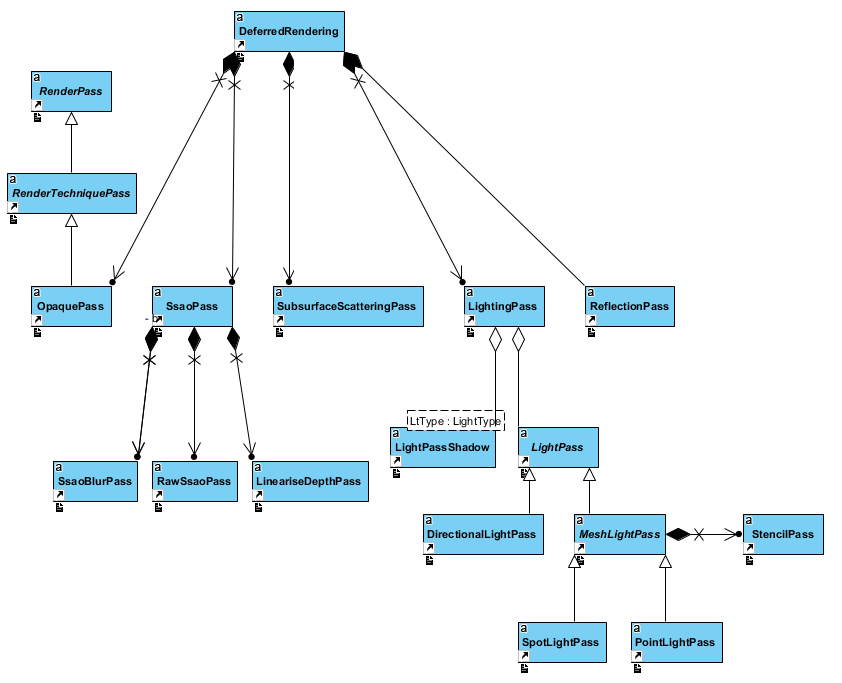 a
DeferredRendering
a
RenderPass
a
RenderTechniquePass
a
OpaquePass
a
SsaoPass
a
SubsurfaceScatteringPass
a
LightingPass
a
ReflectionPass
LtType : LightType
a
LightPassShadow
a
LightPass
a
SsaoBlurPass
a
RawSsaoPass
a
LineariseDepthPass
a
DirectionalLightPass
a
MeshLightPass
a
StencilPass
a
SpotLightPass
a
PointLightPass